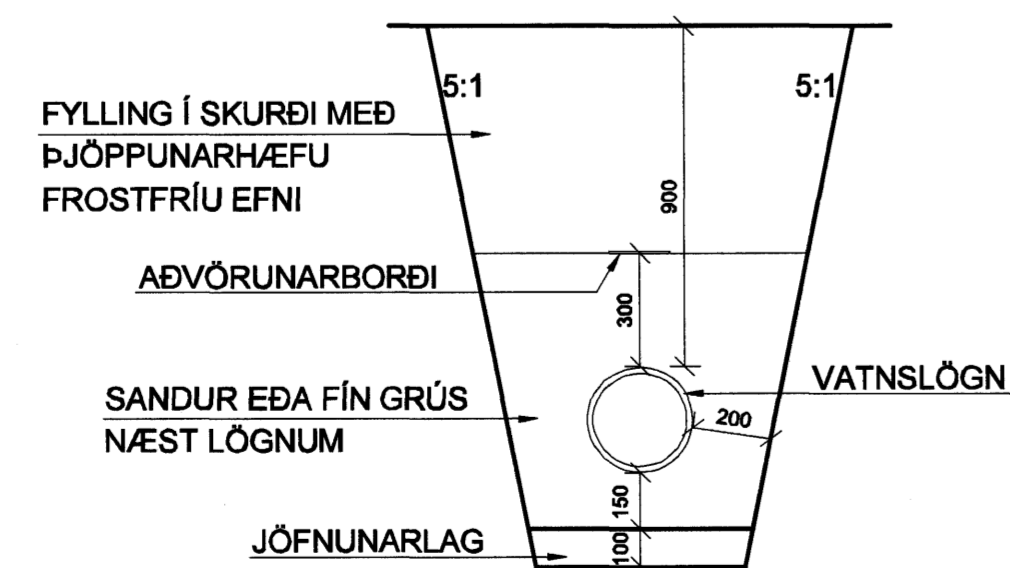 5:1
5:1
FYLLING Í SKURÐI MEÐ
ÞJÖPPUNARHÆFU
FROSTFRÍU EFNI
900
AÐVÖRUNARBORÐI
300
VATNSLÖGN
SANDUR EÐA FÍN GRÚS
NÆST LÖGNUM
200
150
JÖFNUNARLAG
100